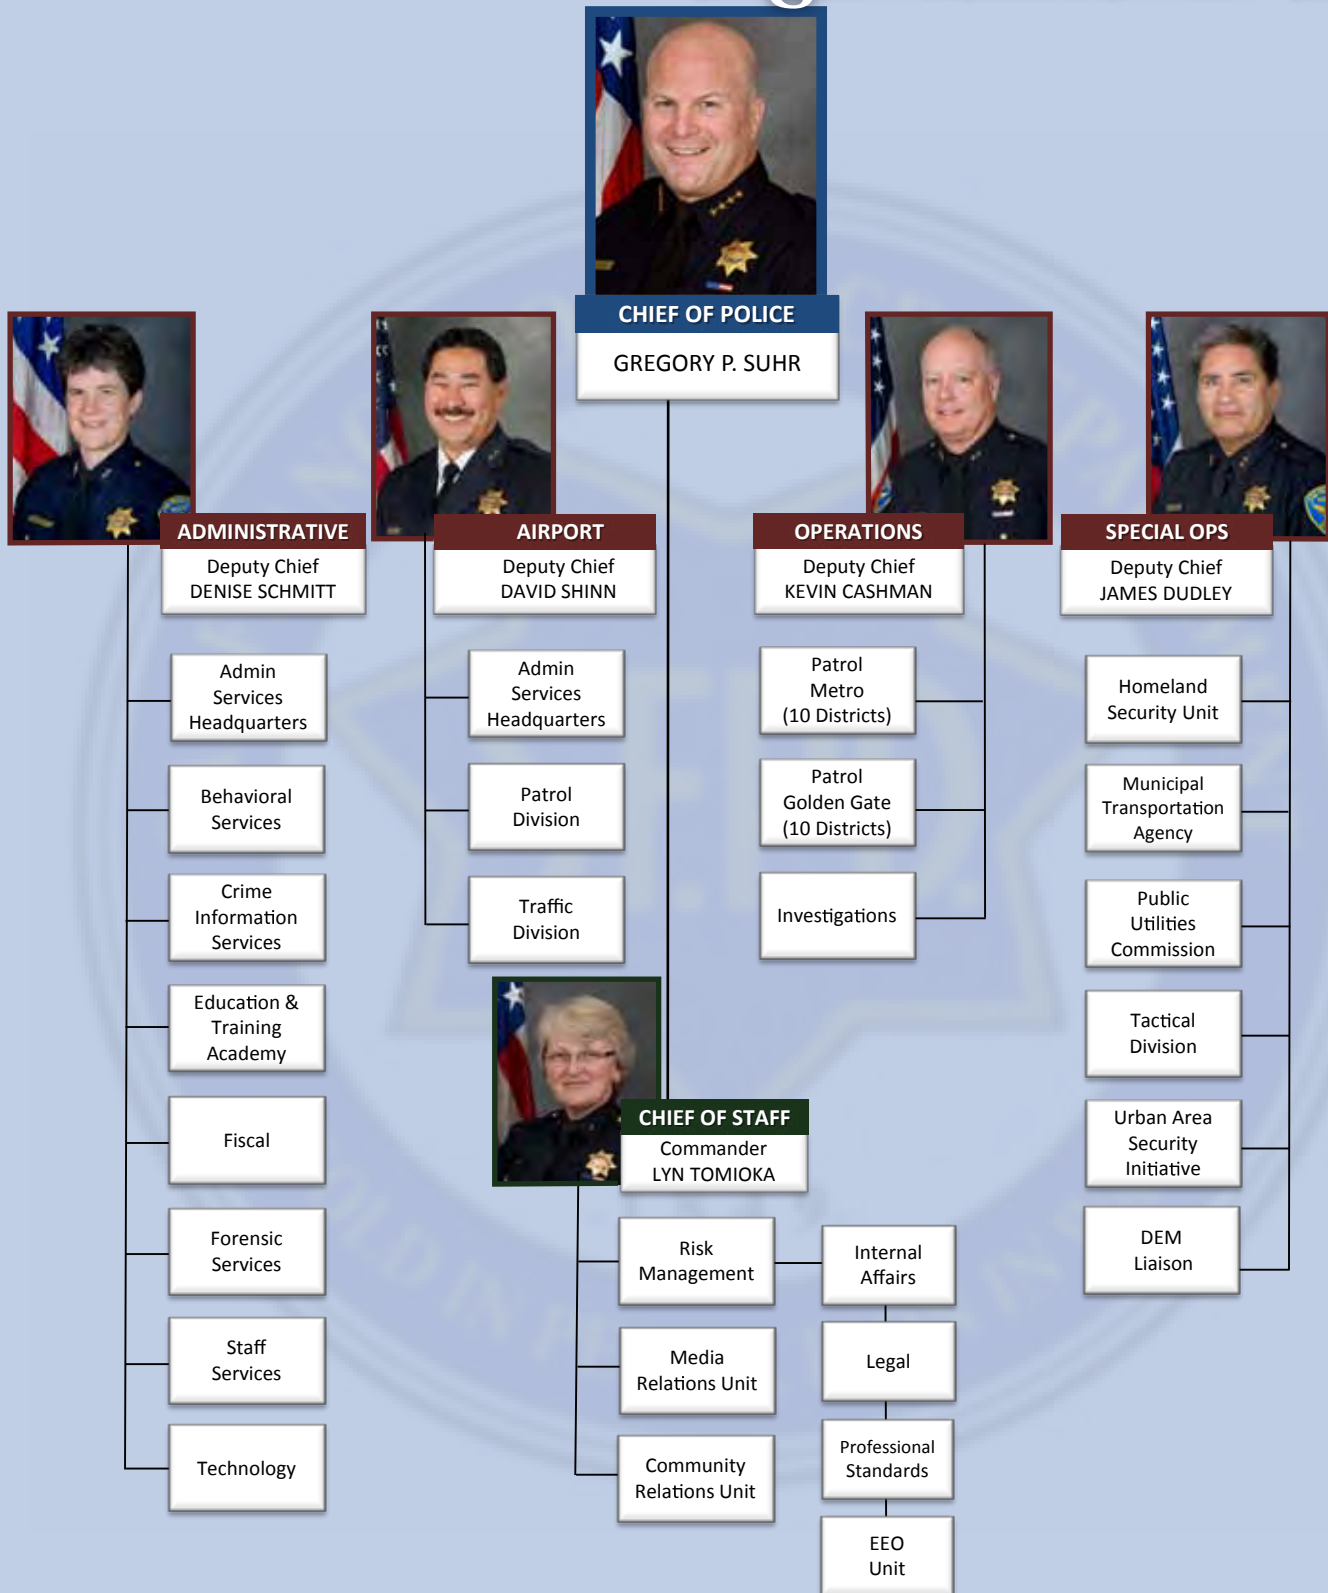 CHIEF OF POLICE
GREGORY P. SUHR
ADMINISTRATIVE
Deputy Chief
DENISE SCHMITT
Admin
Services
Headquarters
Behavioral
Services
Crime
Information
Services
Education &
Training
Academy
Fiscal
Forensic
Services
Staff
Services
Technology
AIRPORT
Deputy Chief
DAVID SHINN
Admin
Services
Headquarters
Patrol
Division
Traffic
Division
OPERATIONS
Deputy Chief
KEVIN CASHMAN
Patrol
Metro
(10 Districts)
Patrol
Golden Gate
(10 Districts)
Investigations
SPECIAL OPS
Deputy Chief
JAMES DUDLEY
Homeland
Security Unit
Municipal
Transportation
Agency
Public
Utilities
Commission
Tactical
Division
Urban Area
Security
Initiative
DEM
Liaison
CHIEF OF STAFF
Commander
LYN TOMIOKA
Risk
Management
Media
Relations Unit
Community
Relations Unit
Internal
Affairs
Legal
Professional
Standards
EEO
Unit